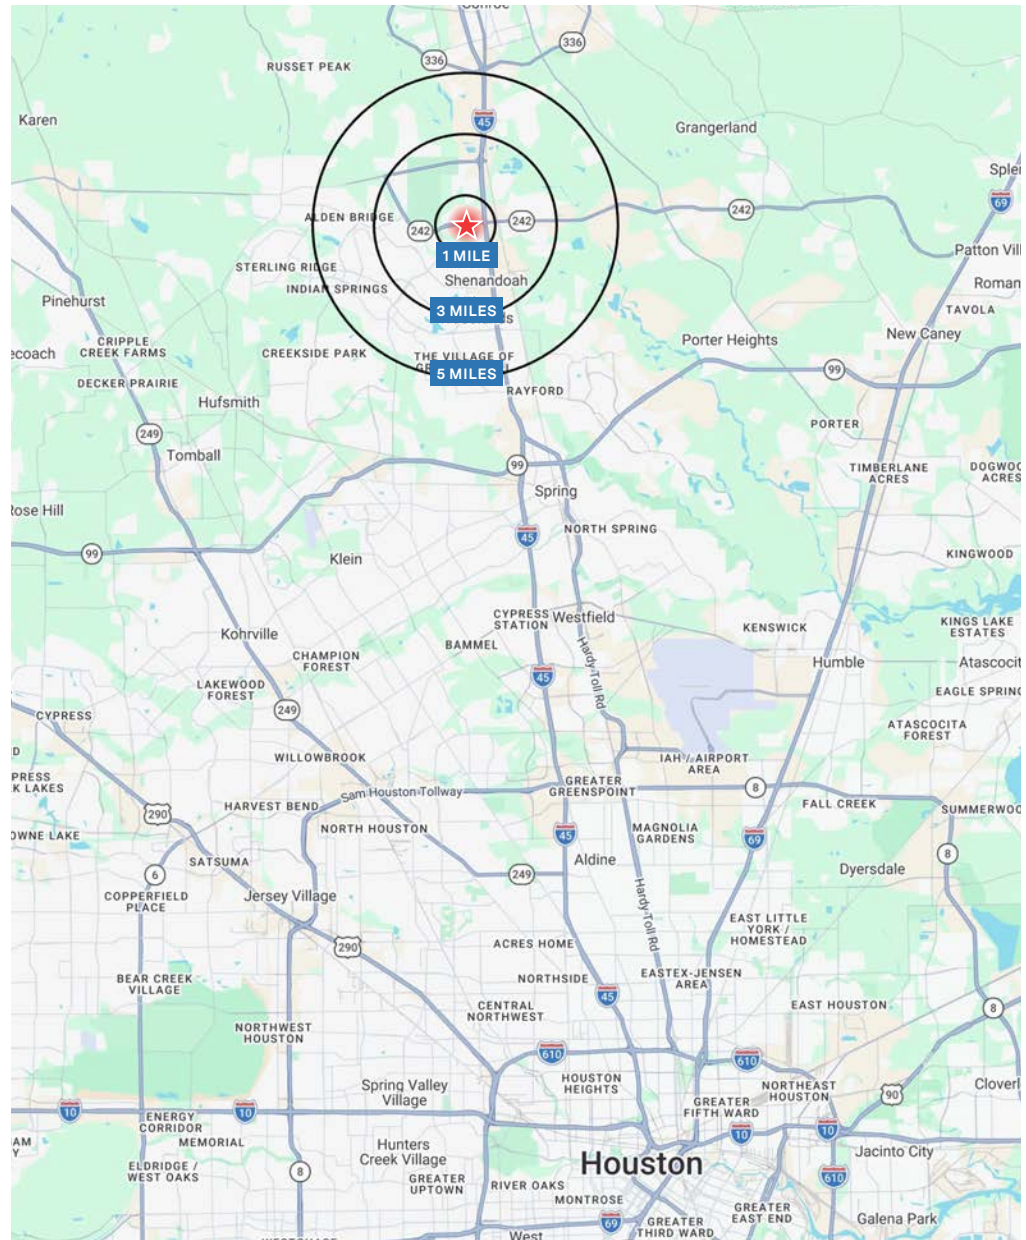 336
336
RUSSET PEAK
45
Karen
Grangerland
69
ALDEN BRIDGE
242
242
242
1 MILE
Patton
STERLING RIDGE
Shenandoah
INDIAN SPRINGS
Roman
Pinehurst
3 MILES
TAVOLA
New Caney
CRIPPLE
CREEK FARMS
Porter Heights
CREEKSIDE PARK
THE VILLAGE OF
5 MILES
99
DECKER PRAIRIE
RAYFORD
Hufsmith
PORTER
249
Tomball
99
TIMBERLANE
ACRES
DOGWOO
ACRES
Spring
Rose Hill
NORTH SPRING
45
99
Klein
KINGWOOD
CYPRESS
STATION
Westfield
KINGS LAKE
ESTATES
Kohrville
KENSWICK
BAMMEL
CHAMPION
FOREST
Hardy Toll Rd
Humble
Atascocit
45
LAKEWOOD
FOREST
EAGLE SPRING
249
CYPRESS
ATASCOCITA
FOREST
WILLOWBROOK
IAH / AIRPORT
AREA
PRESS
K LAKES
GREATER
GREENSPOINT
8
Sam Houston Tollway
HARVEST BEND
FALL CREEK
SUMMERWOO
290
NORTH HOUSTON
45
MAGNOLIA
GARDENS
69
OWNE LAKE
Aldine
8
SATSUMA
6
249
Dyersdale
COPPERFIELD
PLACE
Jersey Village
Hardy Toll Rd
EAST LITTLE
YORK /
HOMESTEAD
290
ACRES HOME
BEAR CREEK
VILLAGE
NORTHSIDE
EASTEX-JENSEN
AREA
45
CENTRAL
NORTHWEST
EAST HOUSTON
8
NORTHWEST
HOUSTON
610
610
Spring Valley
Village
HOUSTON
HEIGHTS
NORTHEAST
HOUSTON
90
Cloverl
10
10
GREATER
FIFTH WARD
ENERGY
CORRIDOR
10
10
MEMORIAL
Hunters
Creek Village
Jacinto City
Houston
ELDRIDGE /
WEST OAKS
8
GREATER
UPTOWN
RIVER OAKS
610
MONTROSE
69
GREATER
THIRD WARD
GREATER
EAST END
Galena Park
West